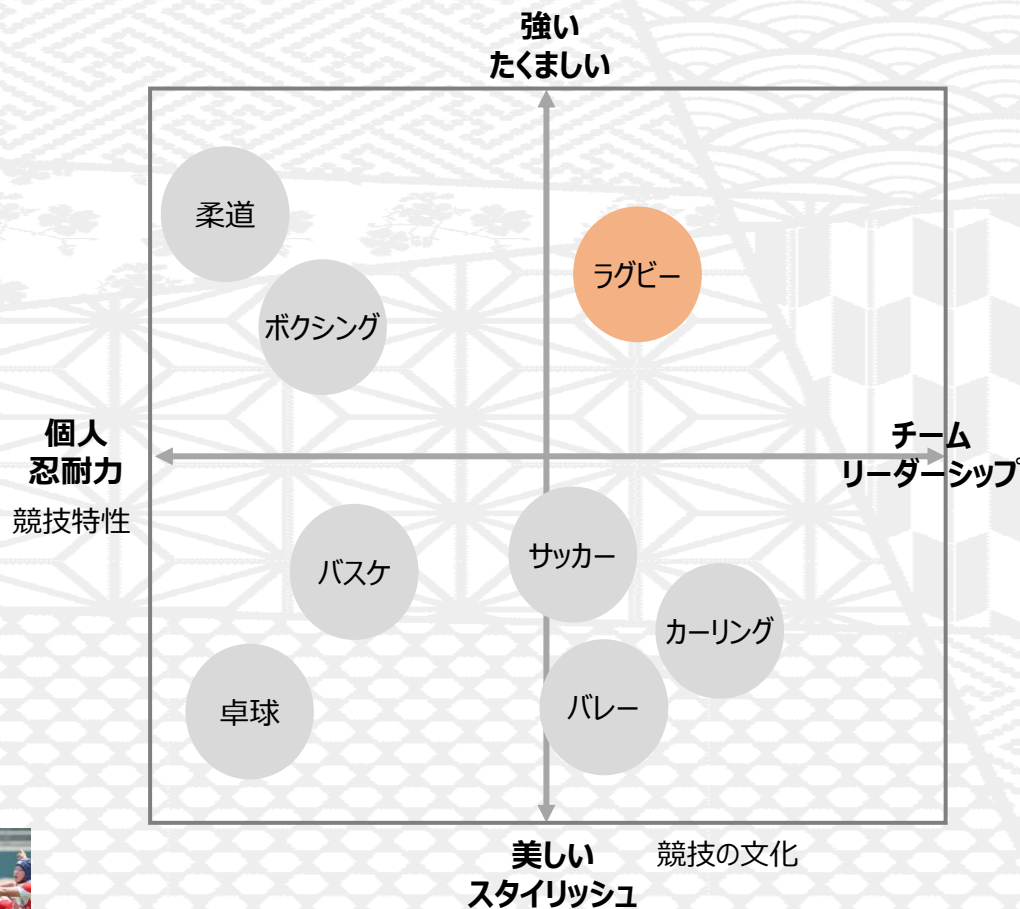 強い
たくましい
柔道
ラグビー
ボクシング
個人
忍耐力
競技特性
チーム
リーダーシップ
サッカー
バスケ
カーリング
卓球
バレー
美しい
スタイリッシュ
競技の文化